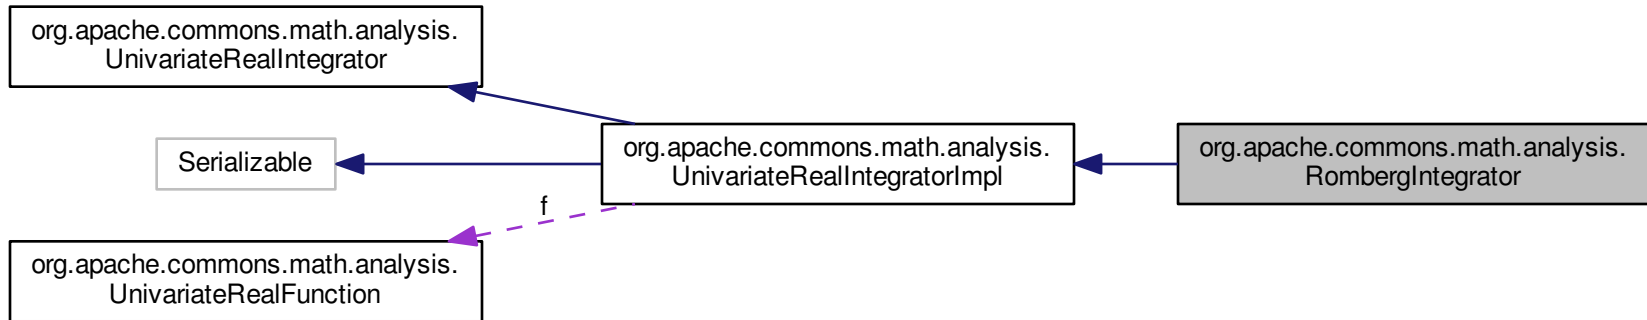 org.apache.commons.math.analysis.
UnivariateRealIntegrator
Serializable
org.apache.commons.math.analysis.
UnivariateRealIntegratorImpl
org.apache.commons.math.analysis.
RombergIntegrator
f
org.apache.commons.math.analysis.
UnivariateRealFunction